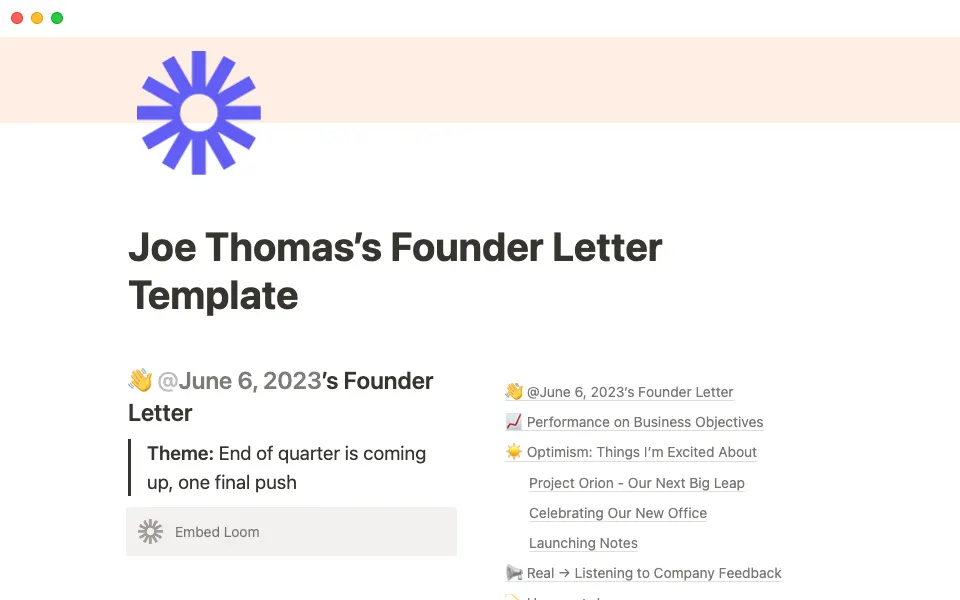 Joe Thomas’s Founder Letter
Template
👋 @June 6, 2023’s Founder
Letter
Theme: End of quarter is coming
up, one final push
Embed Loom
👋 @June 6, 2023’s Founder Letter
📈 Performance on Business Objectives
☀️ Optimism: Things I’m Excited About
Project Orion - Our Next Big Leap
Celebrating Our New Office
Launching Notes
📢 Real → Listening to Company Feedback